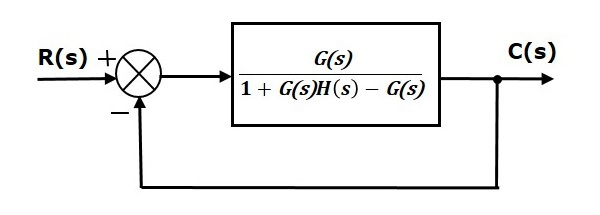 R(s) + C(s)
G(s)
1 + G(s)H(s) − G(s)
−